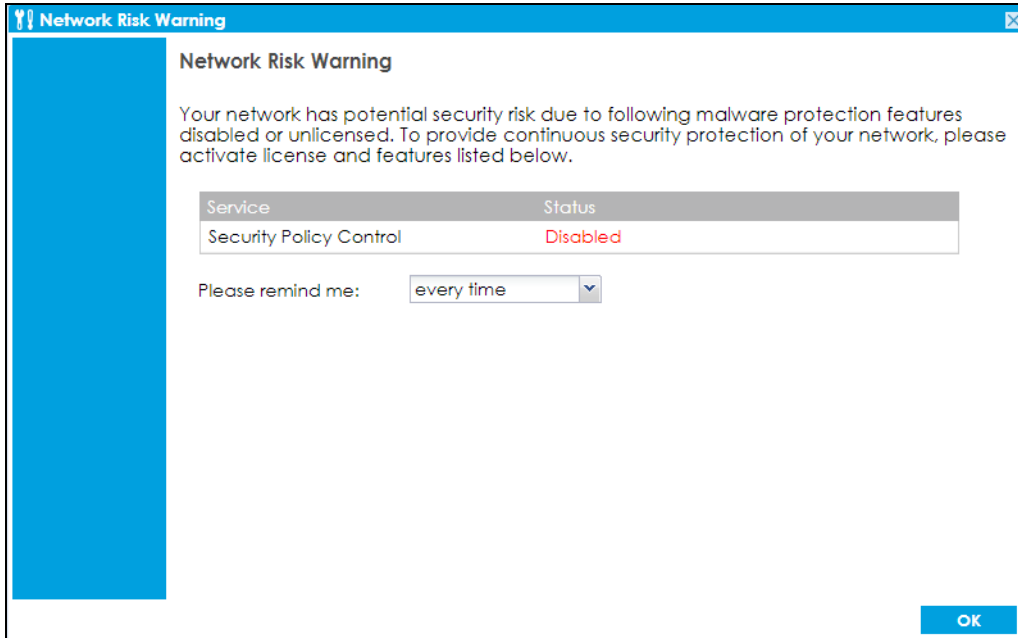 Network Risk Warning
Network Risk Warning
Your network has potential security risk due to following malware protection features
disabled or unlicensed. To provide continuous security protection of your network, please
activate license and features listed below.
Service Status
Security Policy Control Disabled
Please remind me: every time
OK